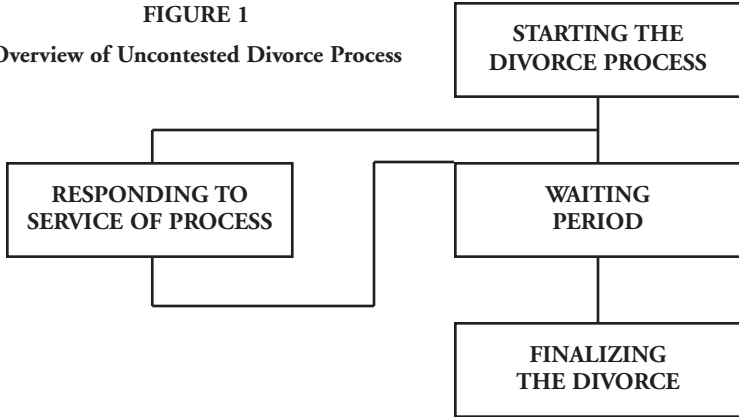 FIGURE 1
Overview of Uncontested Divorce Process
STARTING THE
DIVORCE PROCESS
RESPONDING TO
SERVICE OF PROCESS
WAITING
PERIOD
FINALIZING
THE DIVORCE